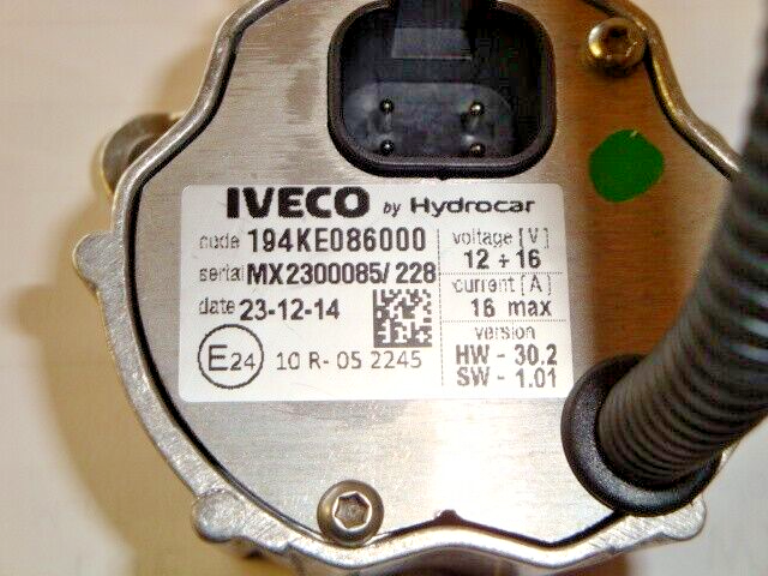 IVECO by Hydrocar
code 194KE086000
serial MX2300085/228
date 23-12-14
E24 10 R-05 2245
voltage [V]
12 ÷ 16
current [A]
16 max
version
HW - 30.2
SW - 1.01